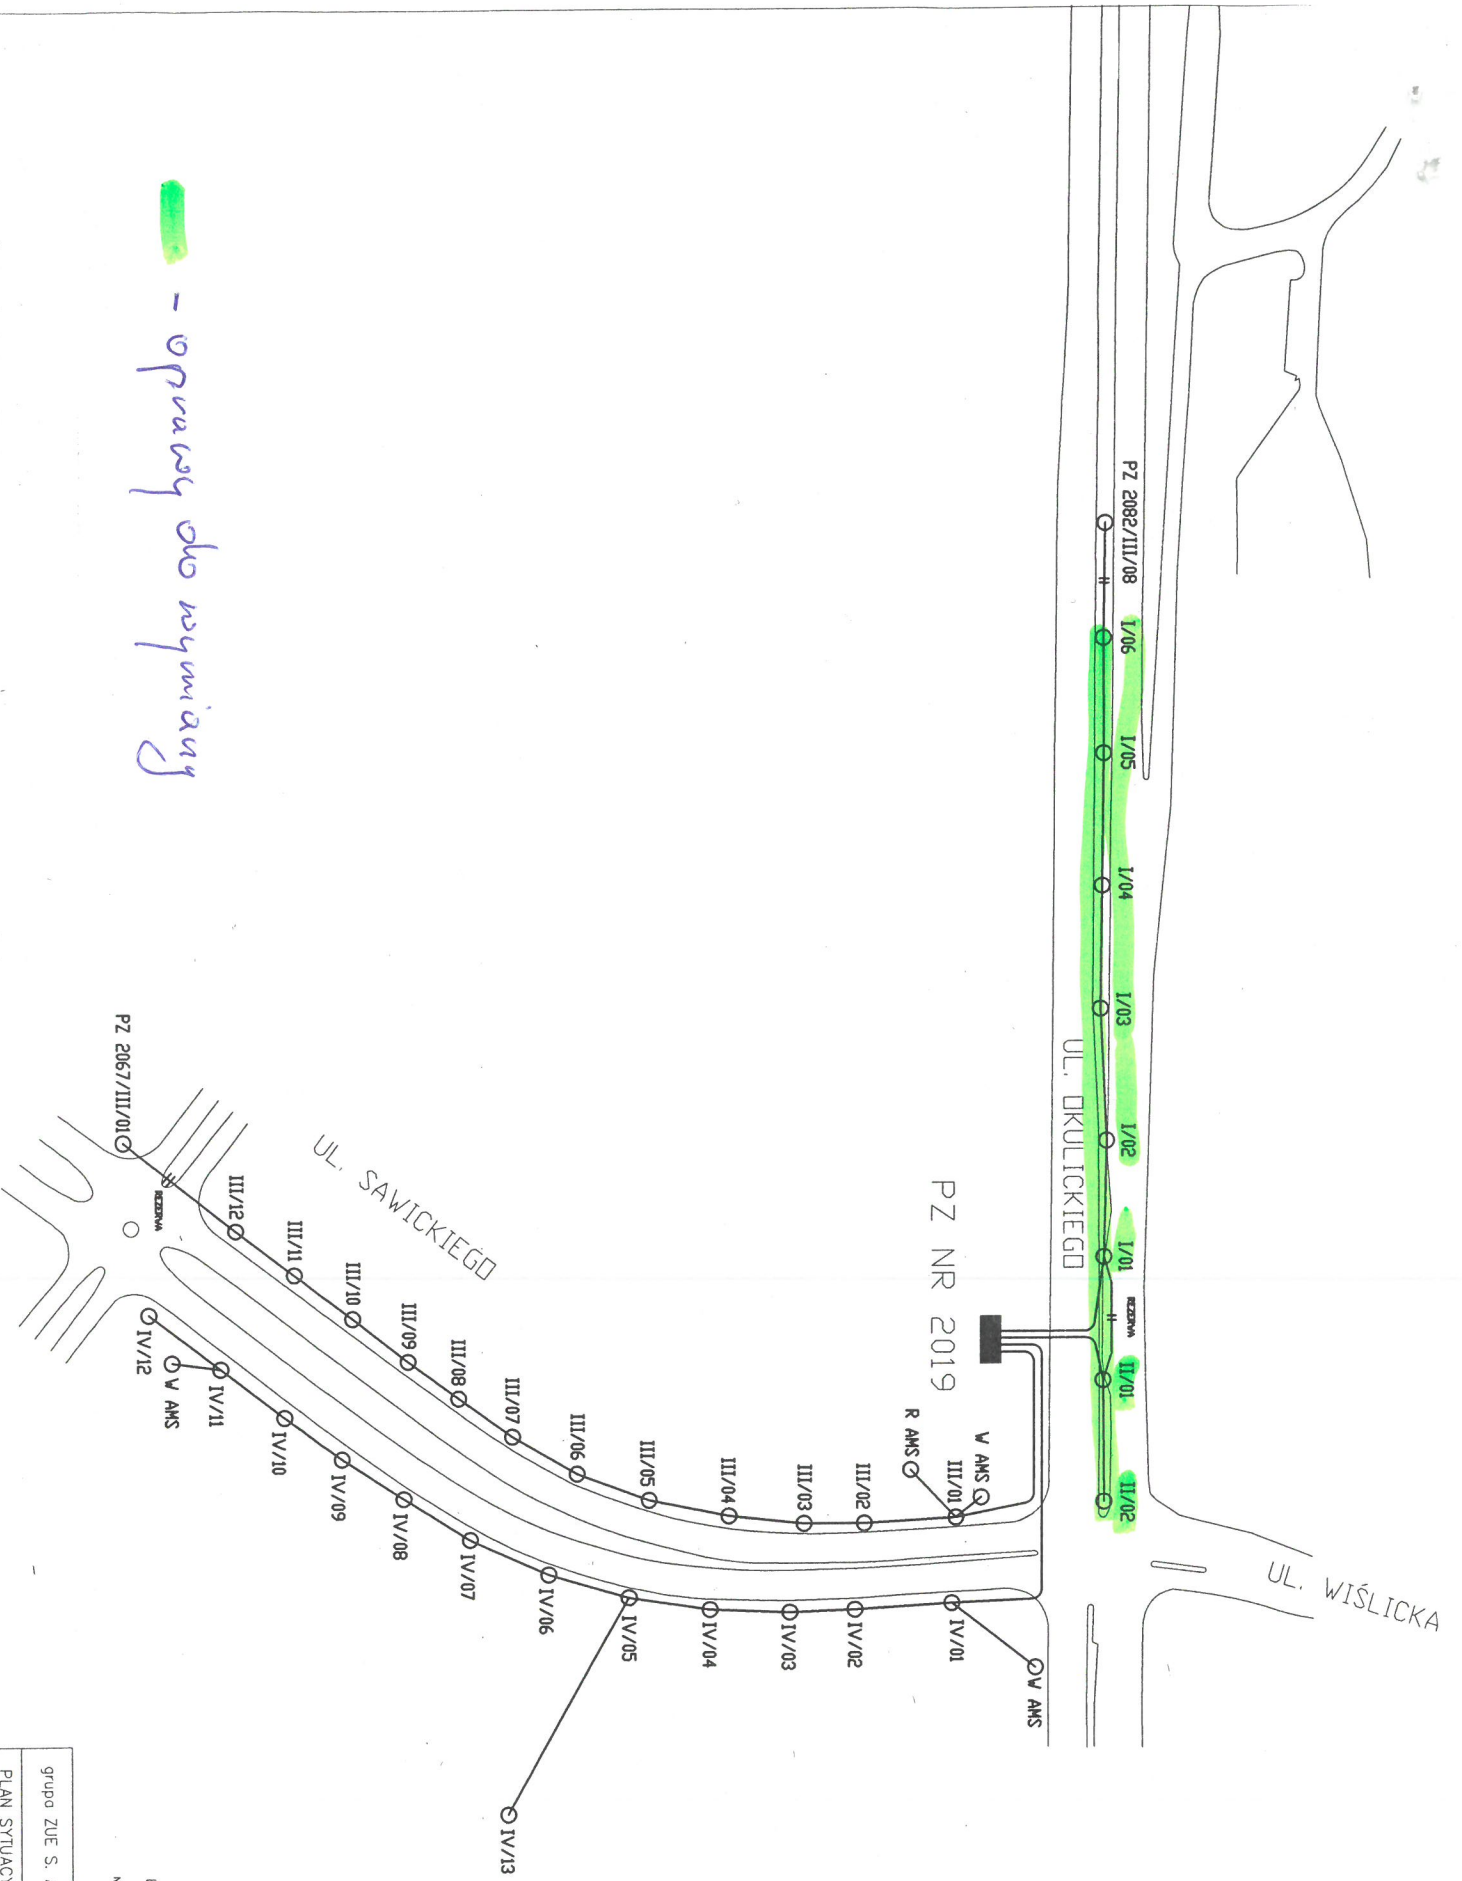 PZ 2082/III/08
I/06
I/05
I/04
I/03
I/02
I/01
REZERWA
II/01
II/02
UL. OKULICKIEGO
UL. WIŚLICKA
PZ NR 2019
W AMS
R AMS
III/01
III/02
III/03
III/04
III/05
III/06
III/07
III/08
III/09
III/10
III/11
III/12
REZERWA
PZ 2067/III/01
UL. SAWICKIEGO
W AMS
IV/01
IV/02
IV/03
IV/04
IV/05
IV/06
IV/07
IV/08
IV/09
IV/10
IV/11
W AMS
IV/12
IV/13
- oprawy do wymiany
grupa ZUE S.
PLAN